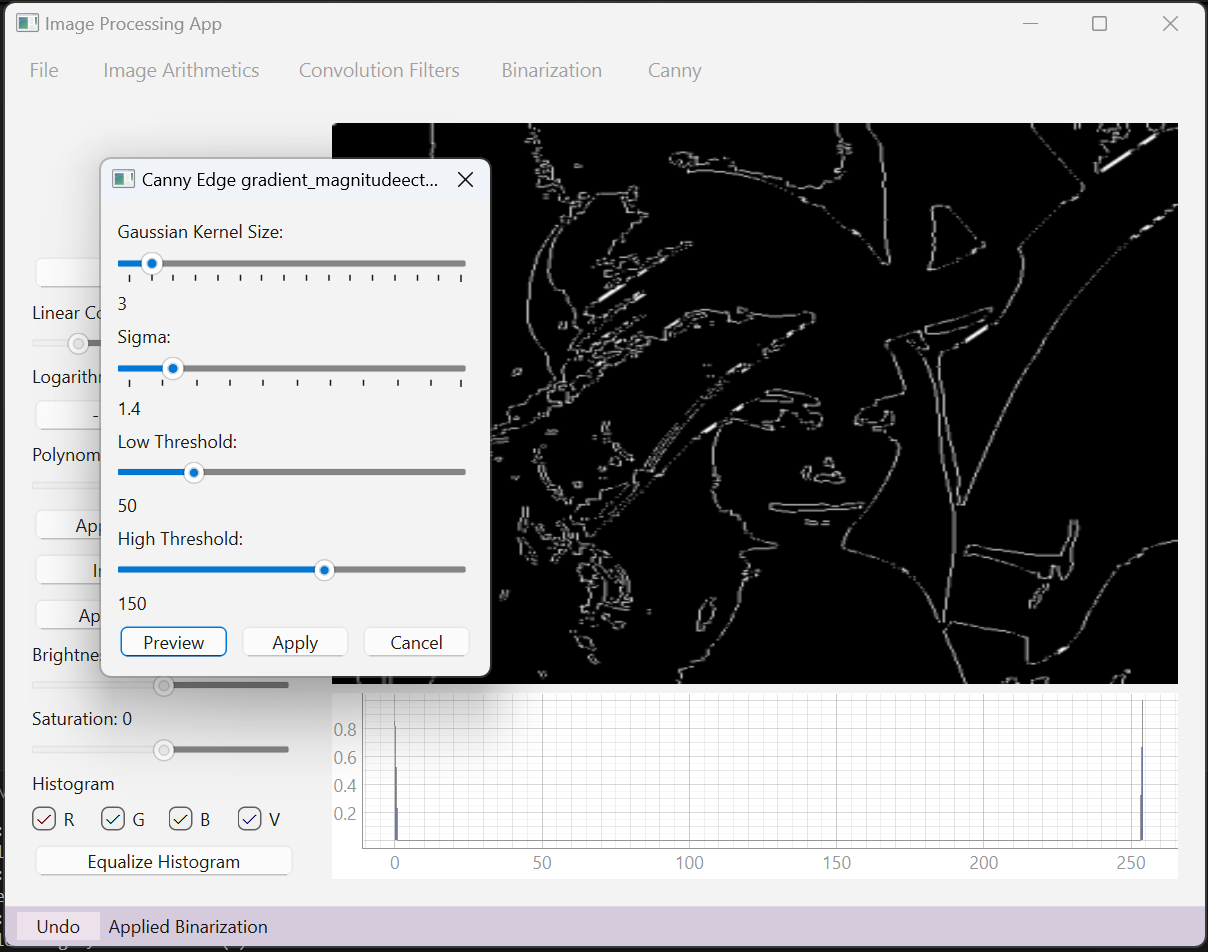 Image Processing App
File Image Arithmetics Convolution Filters Binarization Canny
Canny Edge gradient_magnitudeect...
Gaussian Kernel Size:
3
Sigma:
1.4
Low Threshold:
50
High Threshold:
150
Preview Apply Cancel
Linear Co
Logarithm
-
Polynom
App
In
Ap
Brightne
Saturation: 0
Histogram
R G B V
Equalize Histogram
0.8
0.6
0.4
0.2
0 50 100 150 200 250
Undo Applied Binarization